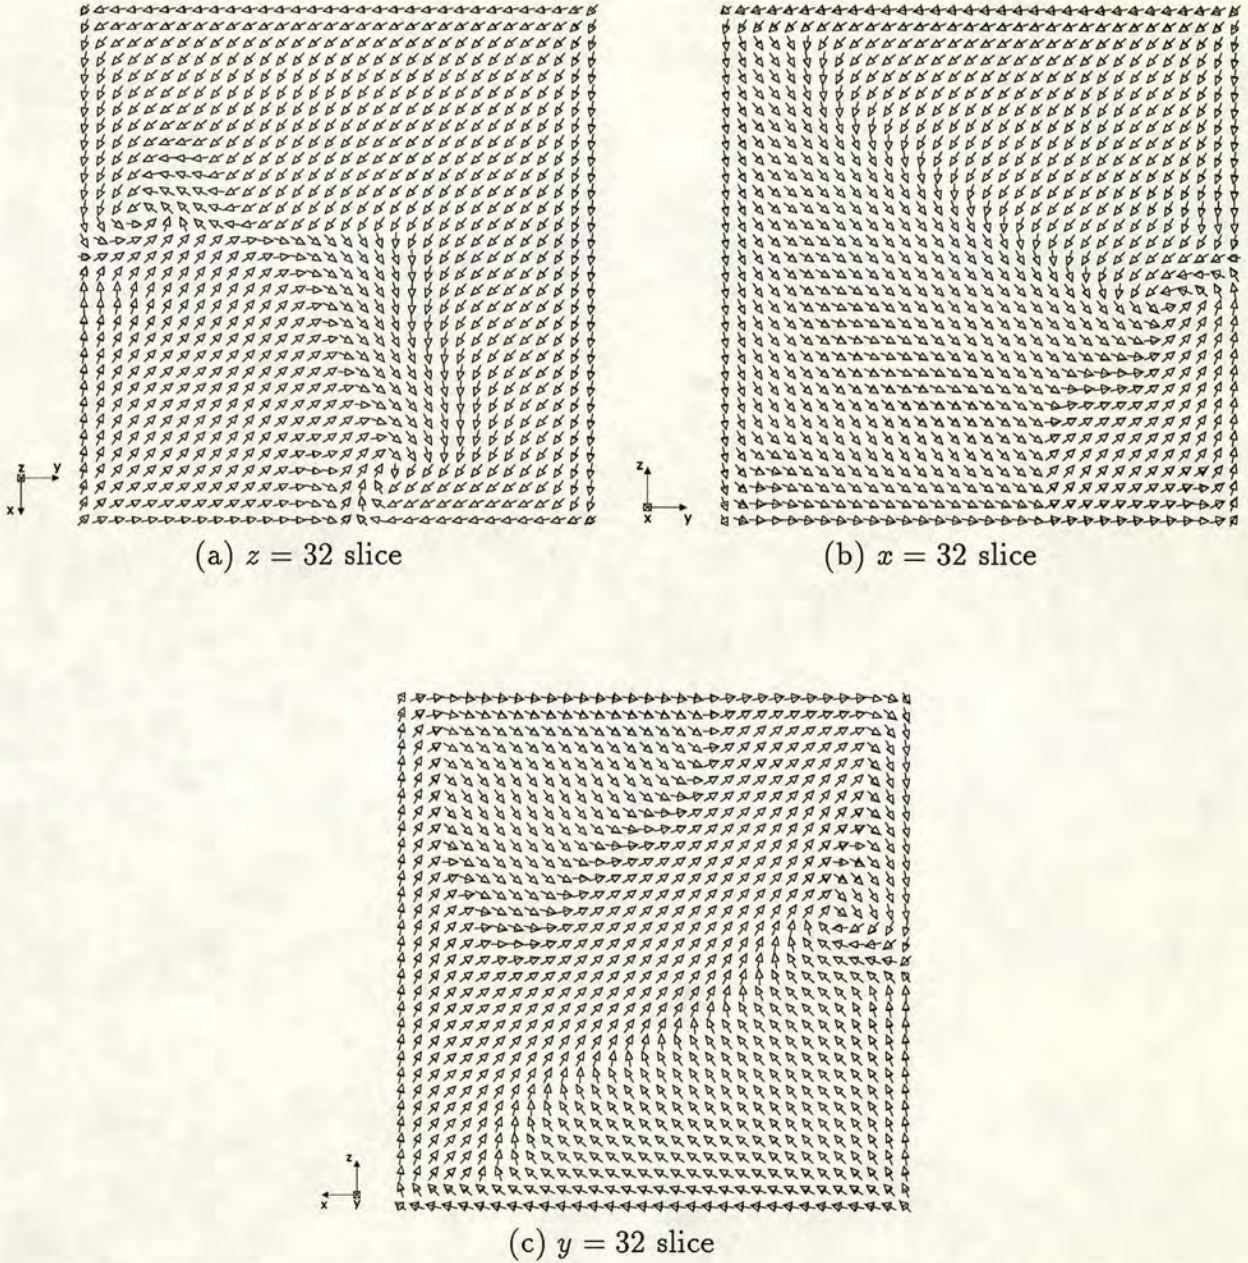 z y
x
(a) z = 32 slice
z
x y
(b) x = 32 slice
z
x y
(c) y = 32 slice